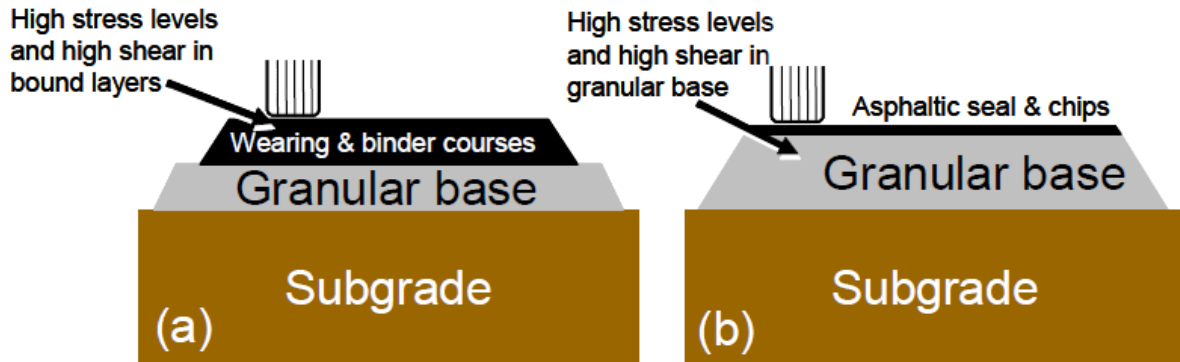 High stress levels
and high shear in
bound layers
Wearing & binder courses
Granular base
Subgrade
(a)
High stress levels
and high shear in
granular base
Asphaltic seal & chips
Granular base
Subgrade
(b)